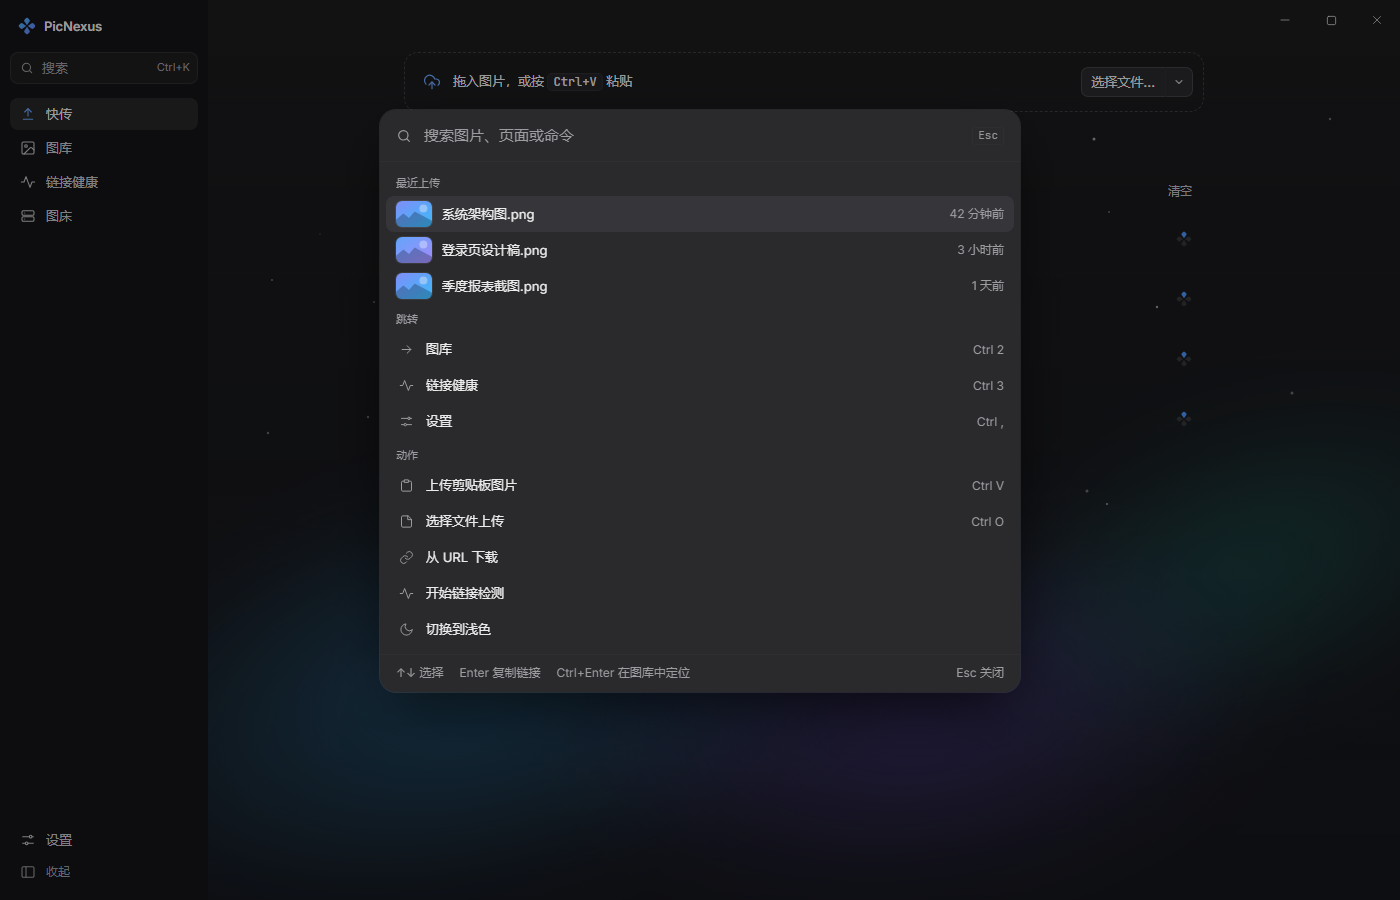 PicNexus
搜索 Ctrl+K
快传
图库
链接健康
图床
设置
收起
拖入图片，或按 Ctrl+V 粘贴
选择文件...
清空
搜索图片、页面或命令 Esc
最近上传
系统架构图.png 42 分钟前
登录页设计稿.png 3 小时前
季度报表截图.png 1 天前
跳转
图库 Ctrl 2
链接健康 Ctrl 3
设置 Ctrl ,
动作
上传剪贴板图片 Ctrl V
选择文件上传 Ctrl O
从 URL 下载
开始链接检测
切换到浅色
↑↓ 选择 Enter 复制链接 Ctrl+Enter 在图库中定位 Esc 关闭